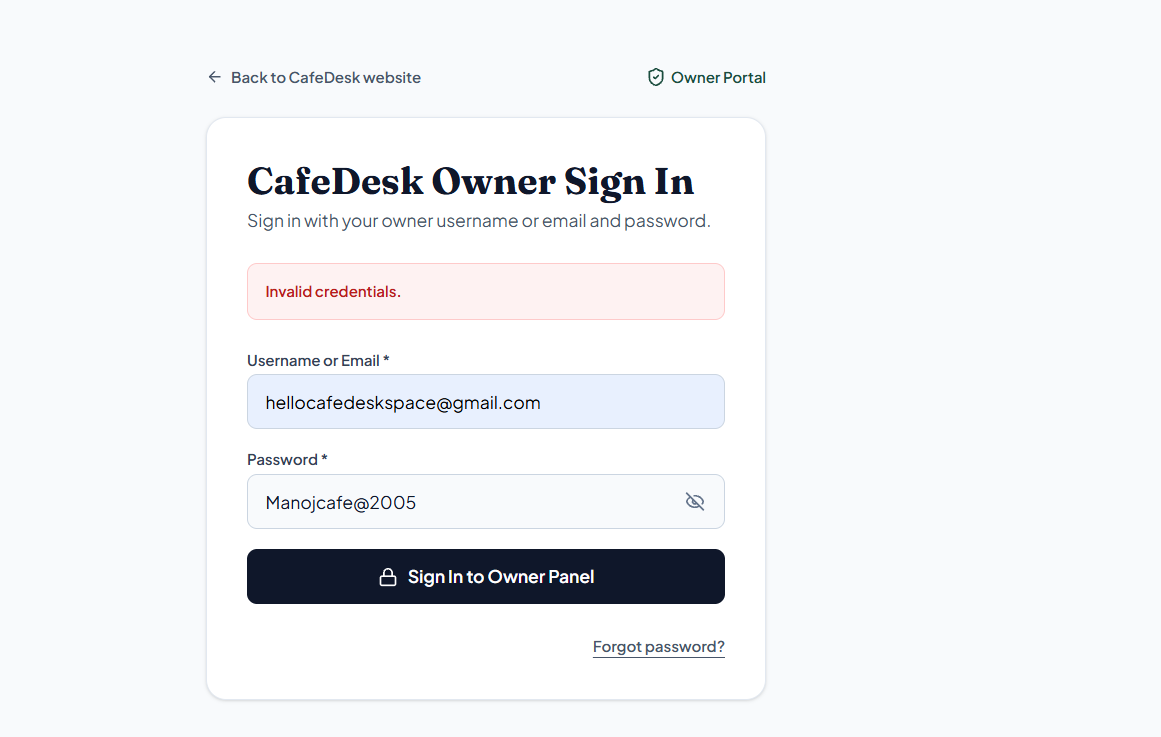 Back to CafeDesk website
Owner Portal
CafeDesk Owner Sign In
Sign in with your owner username or email and password.
Invalid credentials.
Username or Email *
hellocafedeskspace@gmail.com
Password *
Manojcafe@2005
Sign In to Owner Panel
Forgot password?